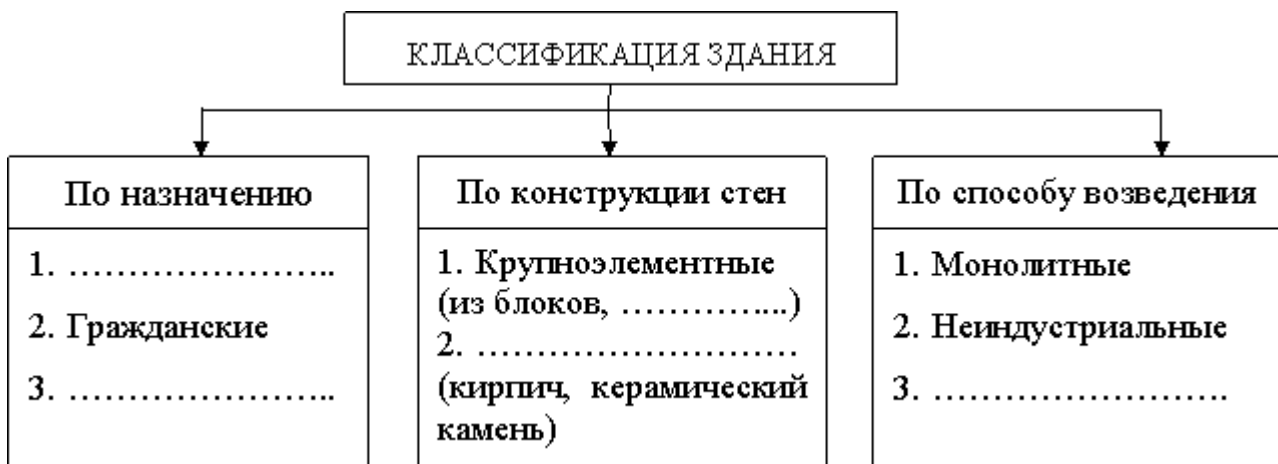 КЛАССИФИКАЦИЯ ЗДАНИЯ
По назначению
1. …………………..
2. Гражданские
3. …………………..
По конструкции стен
1. Крупноэлементные
(из блоков, …………...)
2. ………………………
(кирпич, керамический
камень)
По способу возведения
1. Монолитные
2. Неиндустриальные
3. …………………….